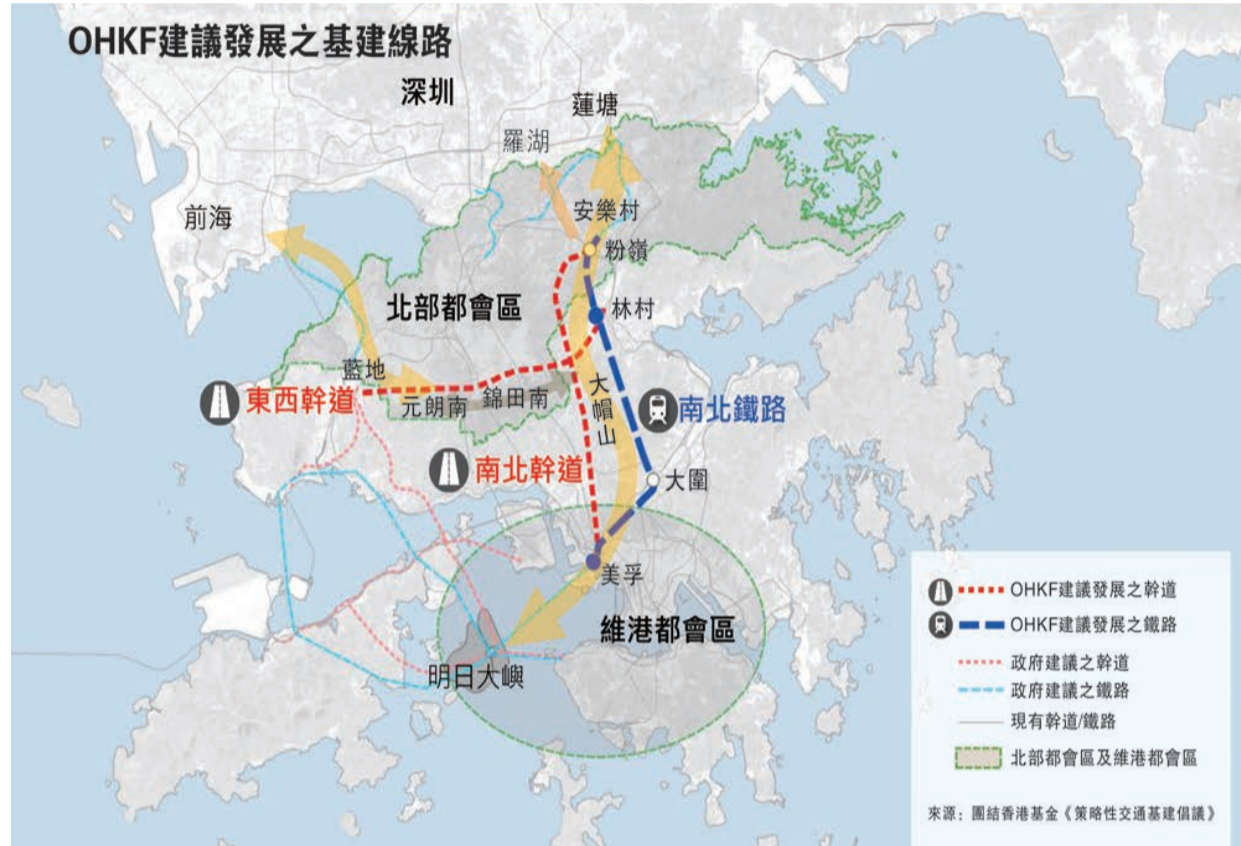 OHKF建議發展之基建線路
深圳
蓮塘
羅湖
前海
安樂村
粉嶺
北部都會區
林村
藍地
東西幹道
元朗南
錦田南
大帽山
南北鐵路
南北幹道
大圍
美孚
維港都會區
明日大嶼
OHKF建議發展之幹道
OHKF建議發展之鐵路
政府建議之幹道
政府建議之鐵路
現有幹道/鐵路
北部都會區及維港都會區
來源：團結香港基金《策略性交通基建倡議》